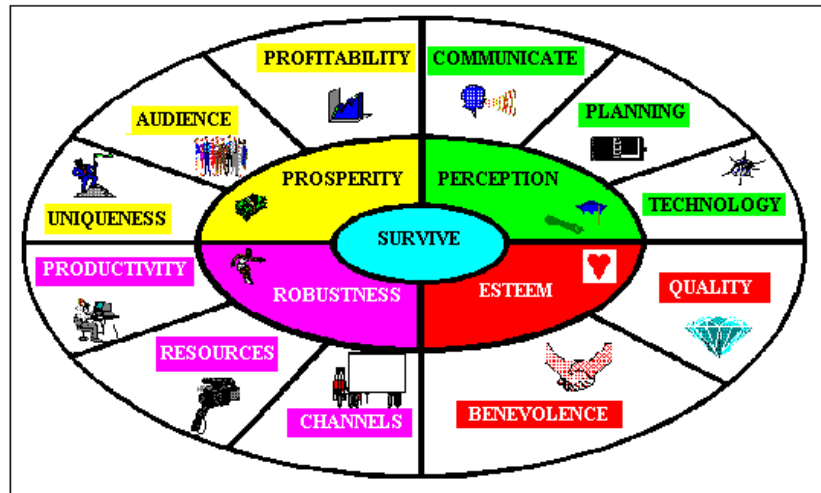 PROFITABILITY
COMMUNICATE
AUDIENCE
PLANNING
PROSPERITY
PERCEPTION
UNIQUENESS
TECHNOLOGY
SURVIVE
PRODUCTIVITY
ROBUSTNESS
ESTEEM
QUALITY
RESOURCES
CHANNELS
BENEVOLENCE